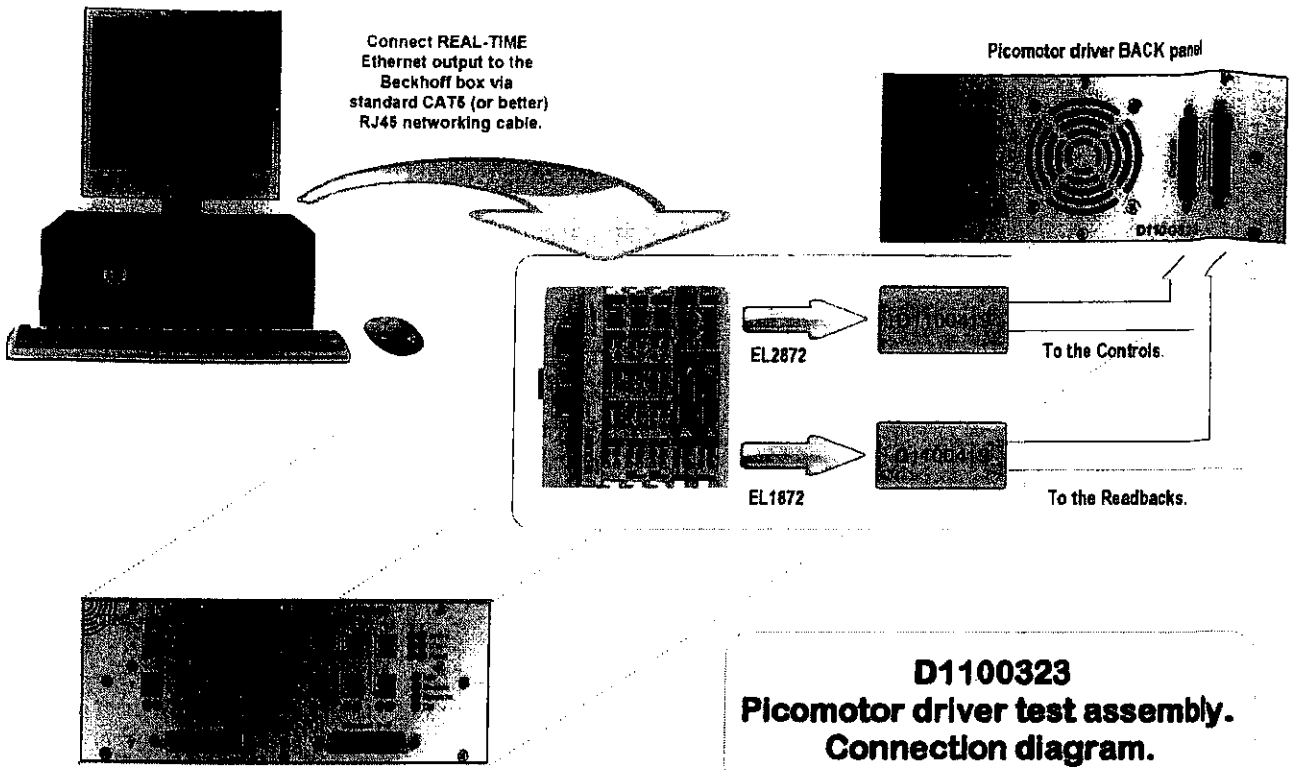 Connect REAL-TIME
Ethernet output to the
Beckhoff box via
standard CAT5 (or better)
RJ45 networking cable.
Picomotor driver BACK panel
EL2872
To the Controls.
D1100419
EL1872
To the Readbacks.
D1100323
Picomotor driver test assembly.
Connection diagram.